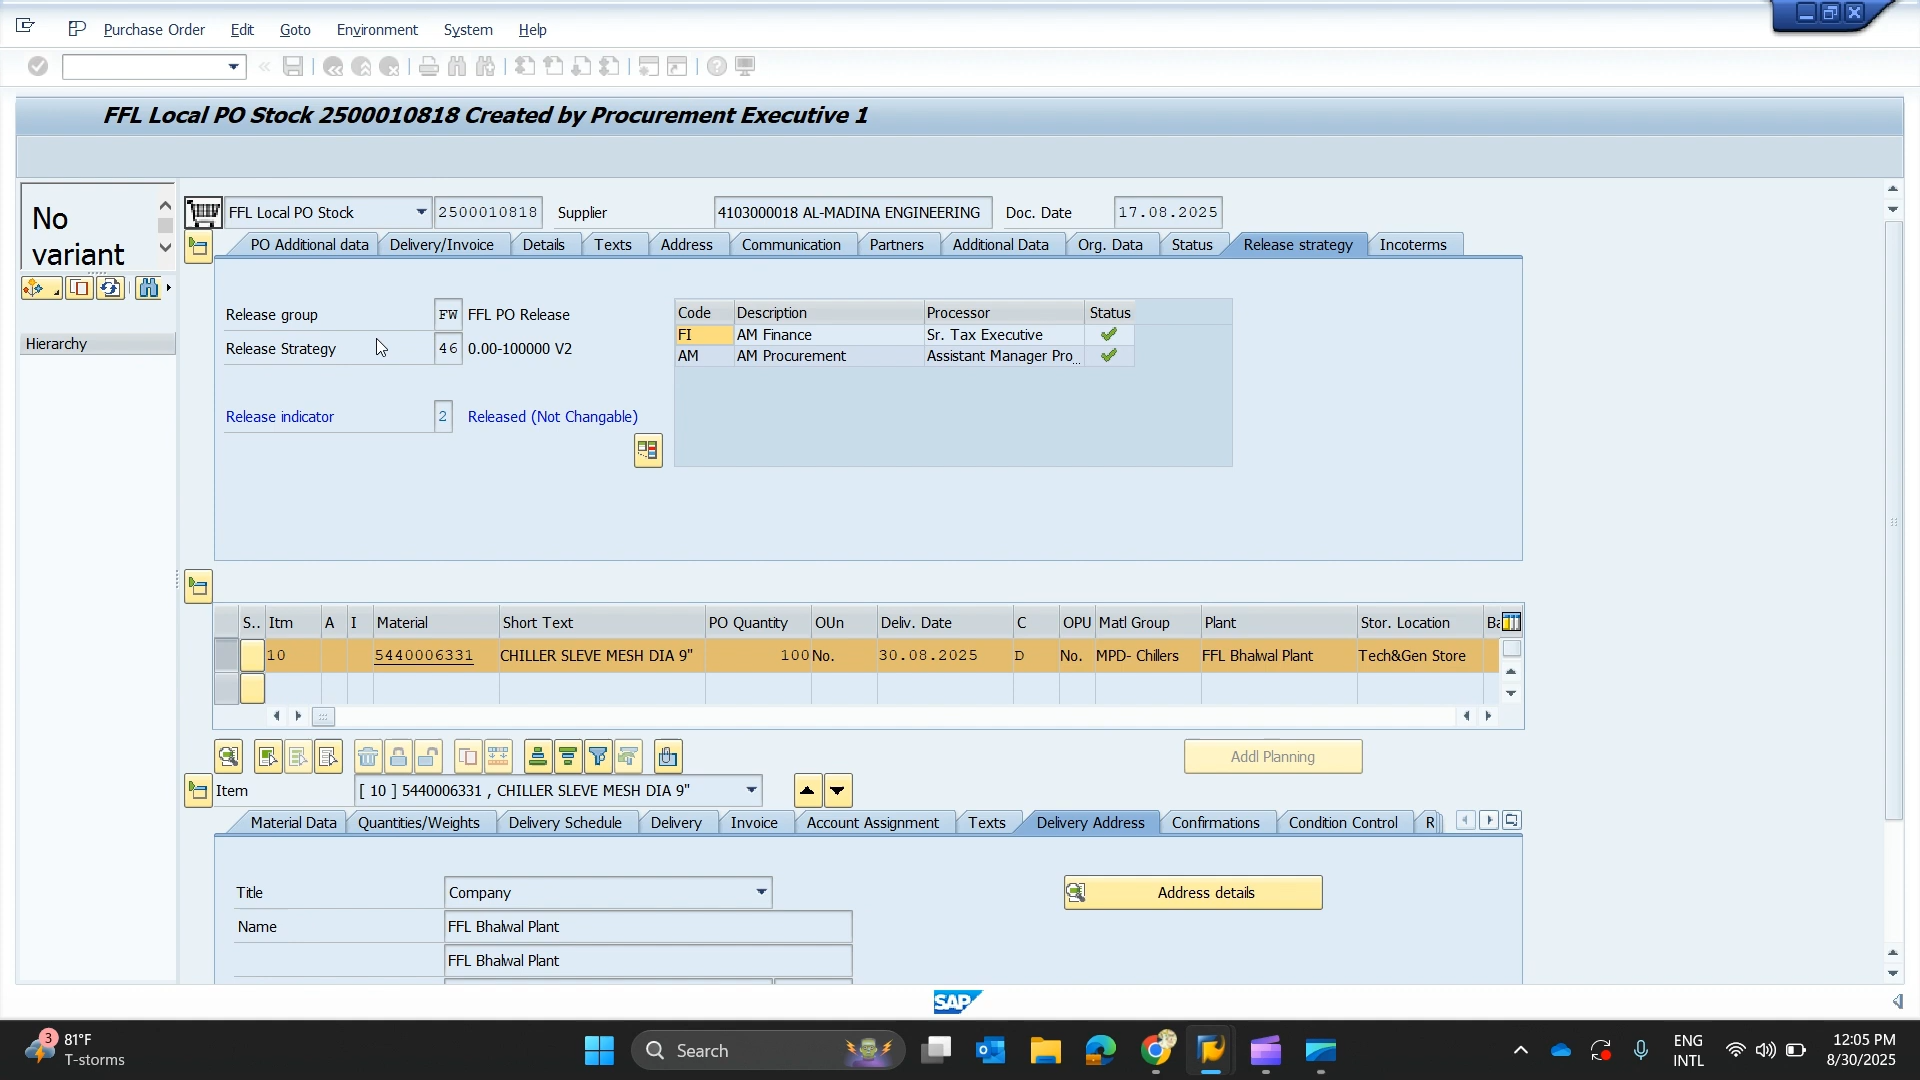 Purchase Order Edit Goto Environment System Help
FFL Local PO Stock 2500010818 Created by Procurement Executive 1
No variant
Hierarchy
FFL Local PO Stock 2500010818 Supplier 4103000018 AL-MADINA ENGINEERING Doc. Date 17.08.2025
PO Additional data Delivery/Invoice Details Texts Address Communication Partners Additional Data Org. Data Status Release strategy Incoterms
Release group FW FFL PO Release
Release Strategy 46 0.00-100000 V2
Release indicator 2 Released (Not Changable)
Code Description Processor Status
FI AM Finance Sr. Tax Executive
AM AM Procurement Assistant Manager Pro...
S.. Itm A I Material Short Text PO Quantity OUn Deliv. Date C OPU Matl Group Plant Stor. Location Ba
10 5440006331 CHILLER SLEVE MESH DIA 9" 100 No. 30.08.2025 D No. MPD- Chillers FFL Bhalwal Plant Tech&Gen Store
Addl Planning
Item [ 10 ] 5440006331 , CHILLER SLEVE MESH DIA 9"
Material Data Quantities/Weights Delivery Schedule Delivery Invoice Account Assignment Texts Delivery Address Confirmations Condition Control R
Title Company
Address details
Name FFL Bhalwal Plant
FFL Bhalwal Plant
SAP
3 81°F
T-storms
Search
ENG
INTL
12:05 PM
8/30/2025